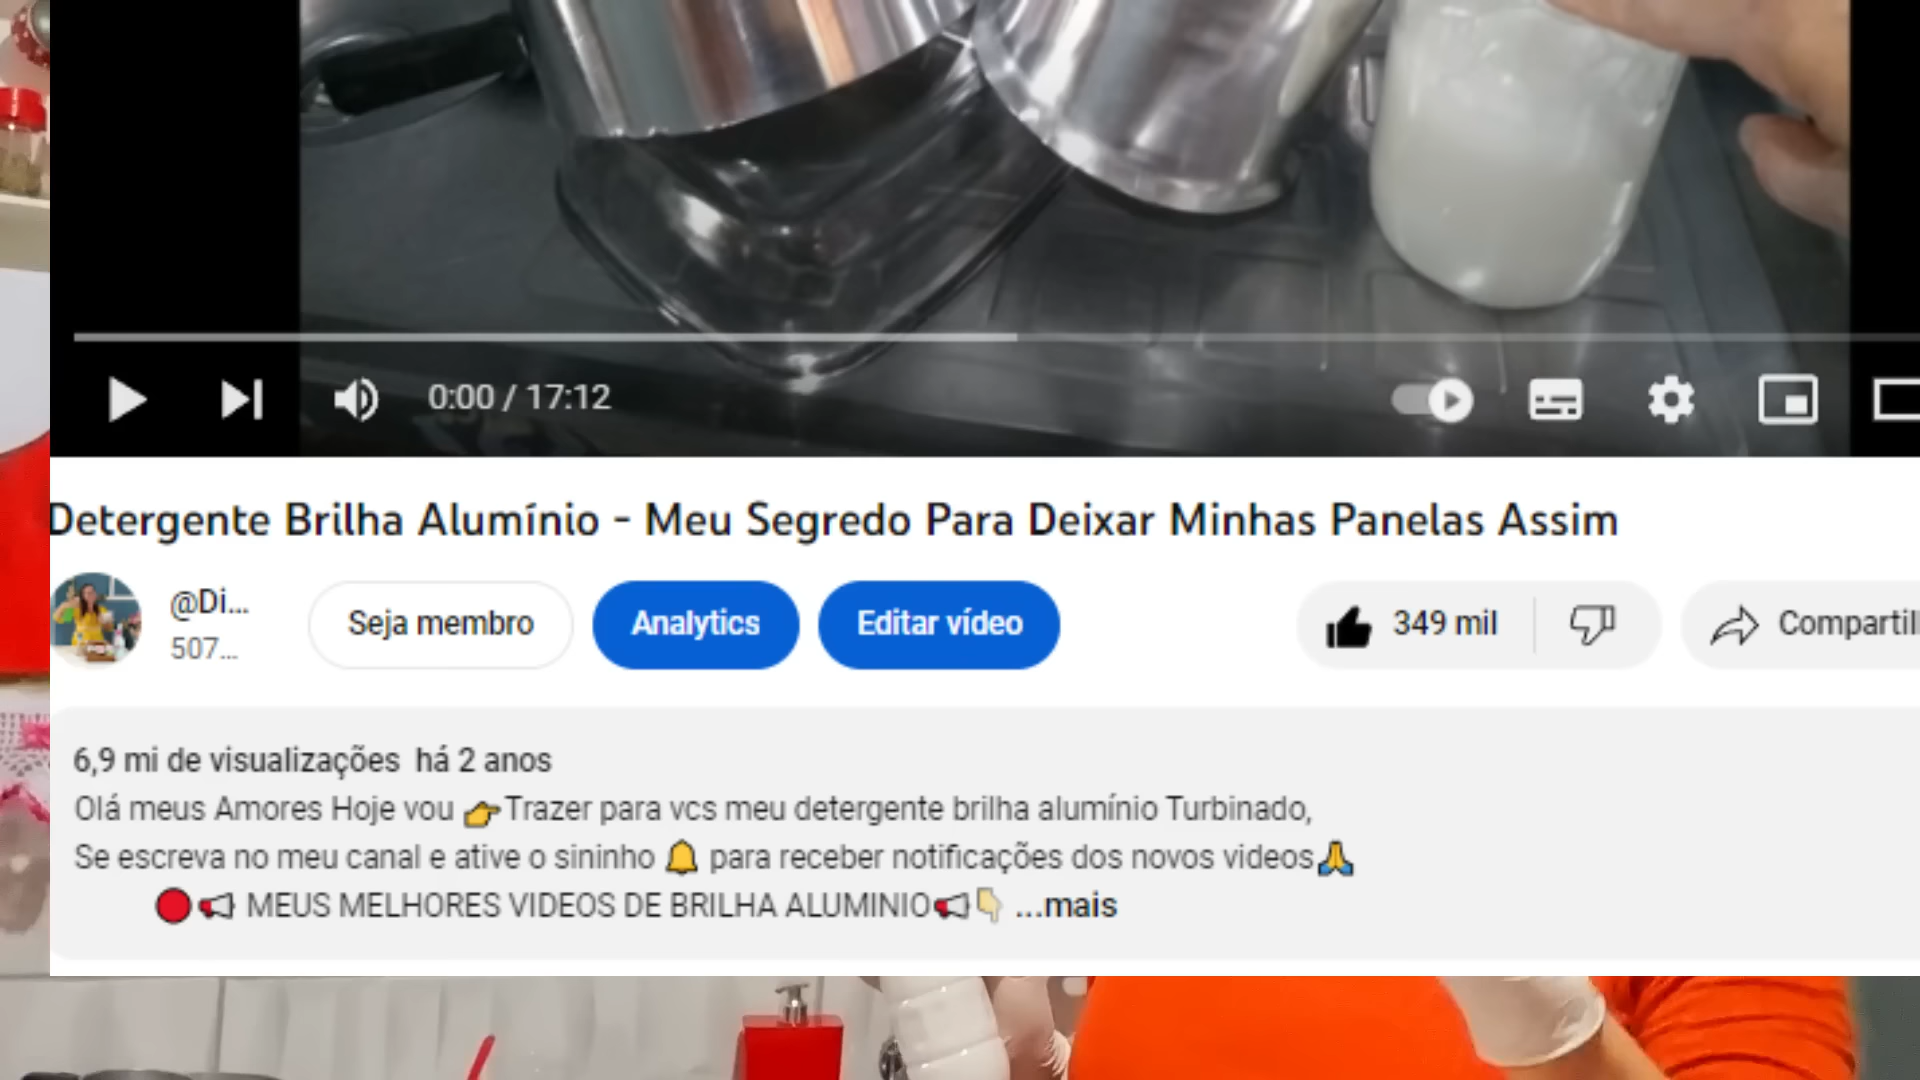 0:00 / 17:12
Detergente Brilha Alumínio - Meu Segredo Para Deixar Minhas Panelas Assim
@Di...
507...
Seja membro
Analytics
Editar vídeo
349 mil
Compartil
6,9 mi de visualizações há 2 anos
Olá meus Amores Hoje vou 👉Trazer para vcs meu detergente brilha alumínio Turbinado,
Se escreva no meu canal e ative o sininho 🔔 para receber notificações dos novos videos🙏
🔴📢 MEUS MELHORES VIDEOS DE BRILHA ALUMINIO📢👇 ...mais